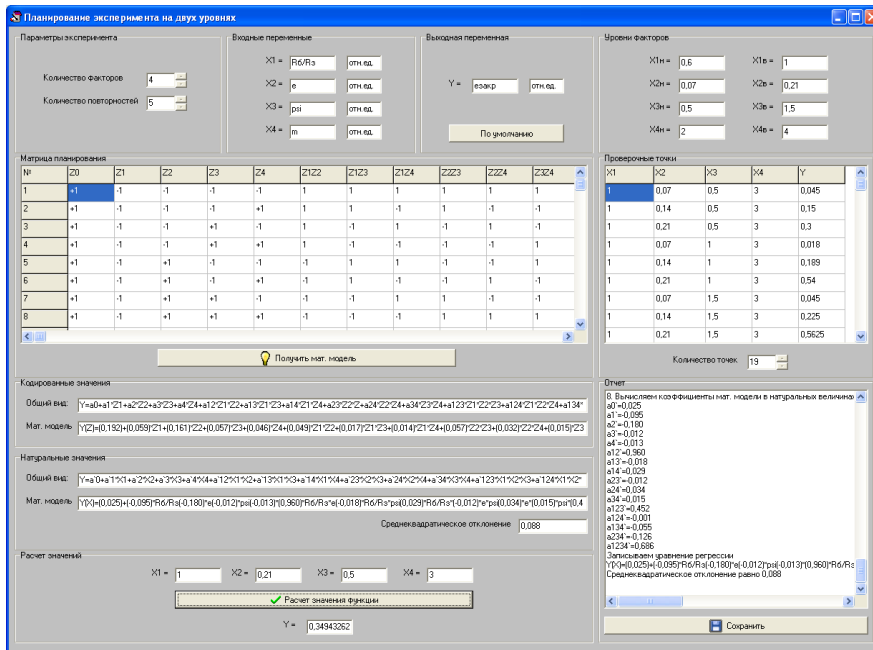 Планирование эксперимента на двух уровнях
Параметры эксперимента
Количество факторов 4
Количество повторностей 5
Входные переменные
X1 = Rб/Rз отн.ед.
X2 = e отн.ед.
X3 = psi отн.ед.
X4 = m отн.ед.
Выходная переменная
Y = eзакр отн.ед.
По умолчанию
Уровни факторов
X1н = 0,6 X1в = 1
X2н = 0,07 X2в = 0,21
X3н = 0,5 X3в = 1,5
X4н = 2 X4в = 4
Матрица планирования
№ Z0 Z1 Z2 Z3 Z4 Z1Z2 Z1Z3 Z1Z4 Z2Z3 Z2Z4 Z3Z4
1 +1 -1 -1 -1 -1 1 1 1 1 1 1
2 +1 -1 -1 -1 +1 1 1 -1 1 -1 -1
3 +1 -1 -1 +1 -1 1 -1 1 -1 1 -1
4 +1 -1 -1 +1 +1 1 -1 -1 -1 -1 1
5 +1 -1 +1 -1 -1 -1 1 1 -1 -1 1
6 +1 -1 +1 -1 +1 -1 1 -1 -1 1 -1
7 +1 -1 +1 +1 -1 -1 -1 1 1 -1 -1
8 +1 -1 +1 +1 +1 -1 -1 -1 1 1 1
Получить мат. модель
Проверочные точки
X1 X2 X3 X4 Y
1 0,07 0,5 3 0,045
1 0,14 0,5 3 0,15
1 0,21 0,5 3 0,3
1 0,07 1 3 0,018
1 0,14 1 3 0,189
1 0,21 1 3 0,54
1 0,07 1,5 3 0,045
1 0,14 1,5 3 0,225
1 0,21 1,5 3 0,5625
Количество точек 19
Кодированные значения
Общий вид: Y=a0+a1*Z1+a2*Z2+a3*Z3+a4*Z4+a12*Z1*Z2+a13*Z1*Z3+a14*Z1*Z4+a23*Z2*Z3+a24*Z2*Z4+a34*Z3*Z4+a123*Z1*Z2*Z3+a124*Z1*Z2*Z4+a134*
Мат. модель Y(Z)=(0,192)+(0,059)*Z1+(0,161)*Z2+(0,057)*Z3+(0,046)*Z4+(0,049)*Z1*Z2+(0,017)*Z1*Z3+(0,014)*Z1*Z4+(0,057)*Z2*Z3+(0,032)*Z2*Z4+(0,015)*Z3
Натуральные значения
Общий вид: Y=a`0+a`1*X1+a`2*X2+a`3*X3+a`4*X4+a`12*X1*X2+a`13*X1*X3+a`14*X1*X4+a`23*X2*X3+a`24*X2*X4+a`34*X3*X4+a`123*X1*X2*X3+a`124*X1*X2*
Мат. модель Y(X)=(0,025)+(-0,095)*Rб/Rз(-0,180)*e(-0,012)*psi(-0,013)*(0,960)*Rб/Rз*e(-0,018)*Rб/Rз*psi(0,029)*Rб/Rз*(-0,012)*e*psi(0,034)*e*(0,015)*psi*(0,4
Среднеквадратическое отклонение 0,088
Расчет значений
X1 = 1 X2 = 0,21 X3 = 0,5 X4 = 3
Расчет значения функции
Y = 0,34943262
Отчет
8. Вычисляем коэффициенты мат. модели в натуральных величинах
a0`=0,025
a1`=-0,095
a2`=-0,180
a3`=-0,012
a4`=-0,013
a12`=0,960
a13`=-0,018
a14`=0,029
a23`=-0,012
a24`=0,034
a34`=0,015
a123`=0,452
a124`=-0,001
a134`=-0,055
a234`=-0,126
a1234`=0,686
Записываем уравнение регрессии
Y(X)=(0,025)+(-0,095)*Rб/Rз(-0,180)*e(-0,012)*psi(-0,013)*(0,960)*Rб/Rз
Среднеквадратическое отклонение равно 0,088
Сохранить